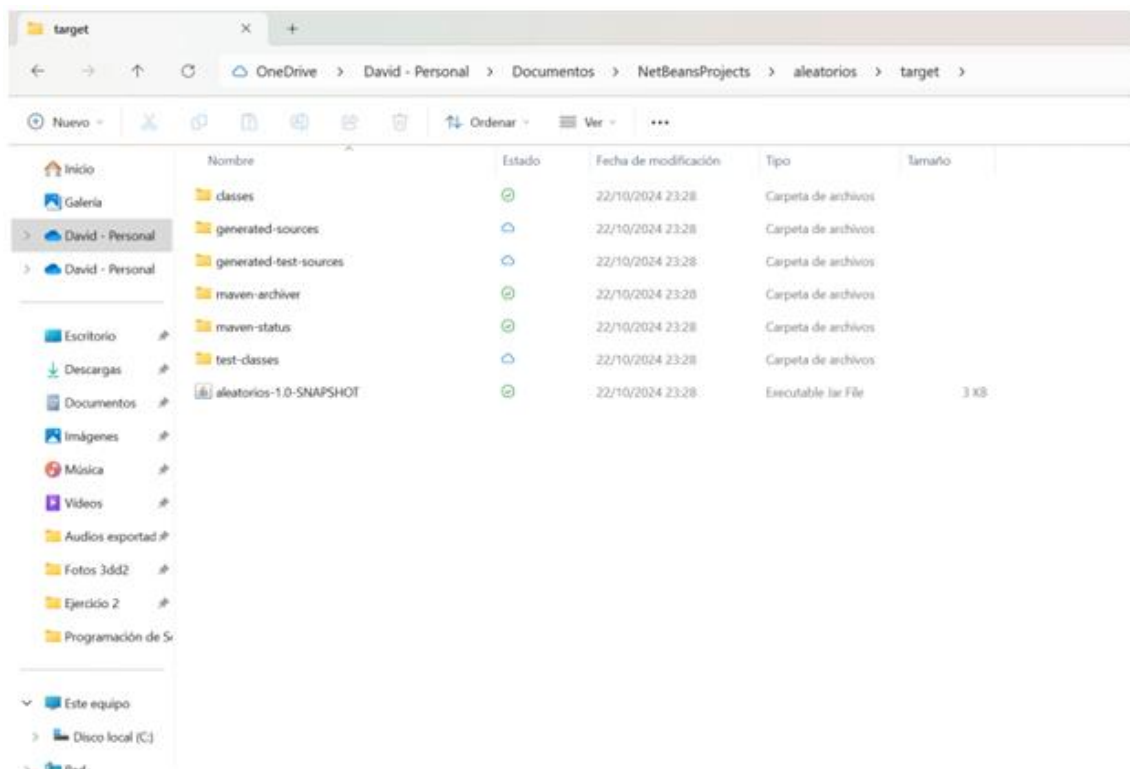 target
OneDrive > David - Personal > Documentos > NetBeansProjects > aleatorios > target >
Nuevo Ordenar Ver ...
Inicio
Galería
David - Personal
David - Personal
Escritorio
Descargas
Documentos
Imágenes
Música
Vídeos
Audios exportad
Fotos 3dd2
Ejercicio 2
Programación de Se
Este equipo
Disco local (C:)
Nombre Estado Fecha de modificación Tipo Tamaño
classes 22/10/2024 23:28 Carpeta de archivos
generated-sources 22/10/2024 23:28 Carpeta de archivos
generated-test-sources 22/10/2024 23:28 Carpeta de archivos
maven-archiver 22/10/2024 23:28 Carpeta de archivos
maven-status 22/10/2024 23:28 Carpeta de archivos
test-classes 22/10/2024 23:28 Carpeta de archivos
aleatorios-1.0-SNAPSHOT 22/10/2024 23:28 Executable Jar File 3 KB